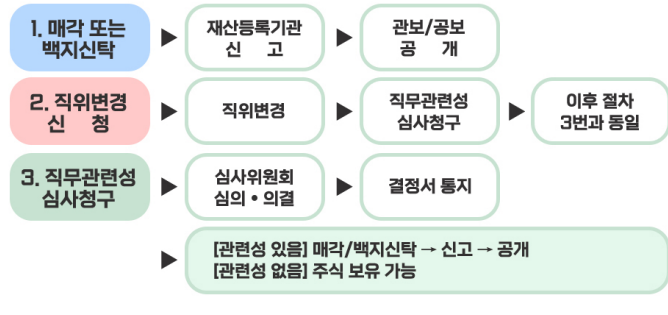 1. 매각 또는
백지신탁
재산등록기관
신 고
관보/공보
공 개
2. 직위변경
신 청
직위변경
직무관련성
심사청구
이후 절차
3번과 동일
3. 직무관련성
심사청구
심사위원회
심의 • 의결
결정서 통지
[관련성 있음] 매각/백지신탁 → 신고 → 공개
[관련성 없음] 주식 보유 가능